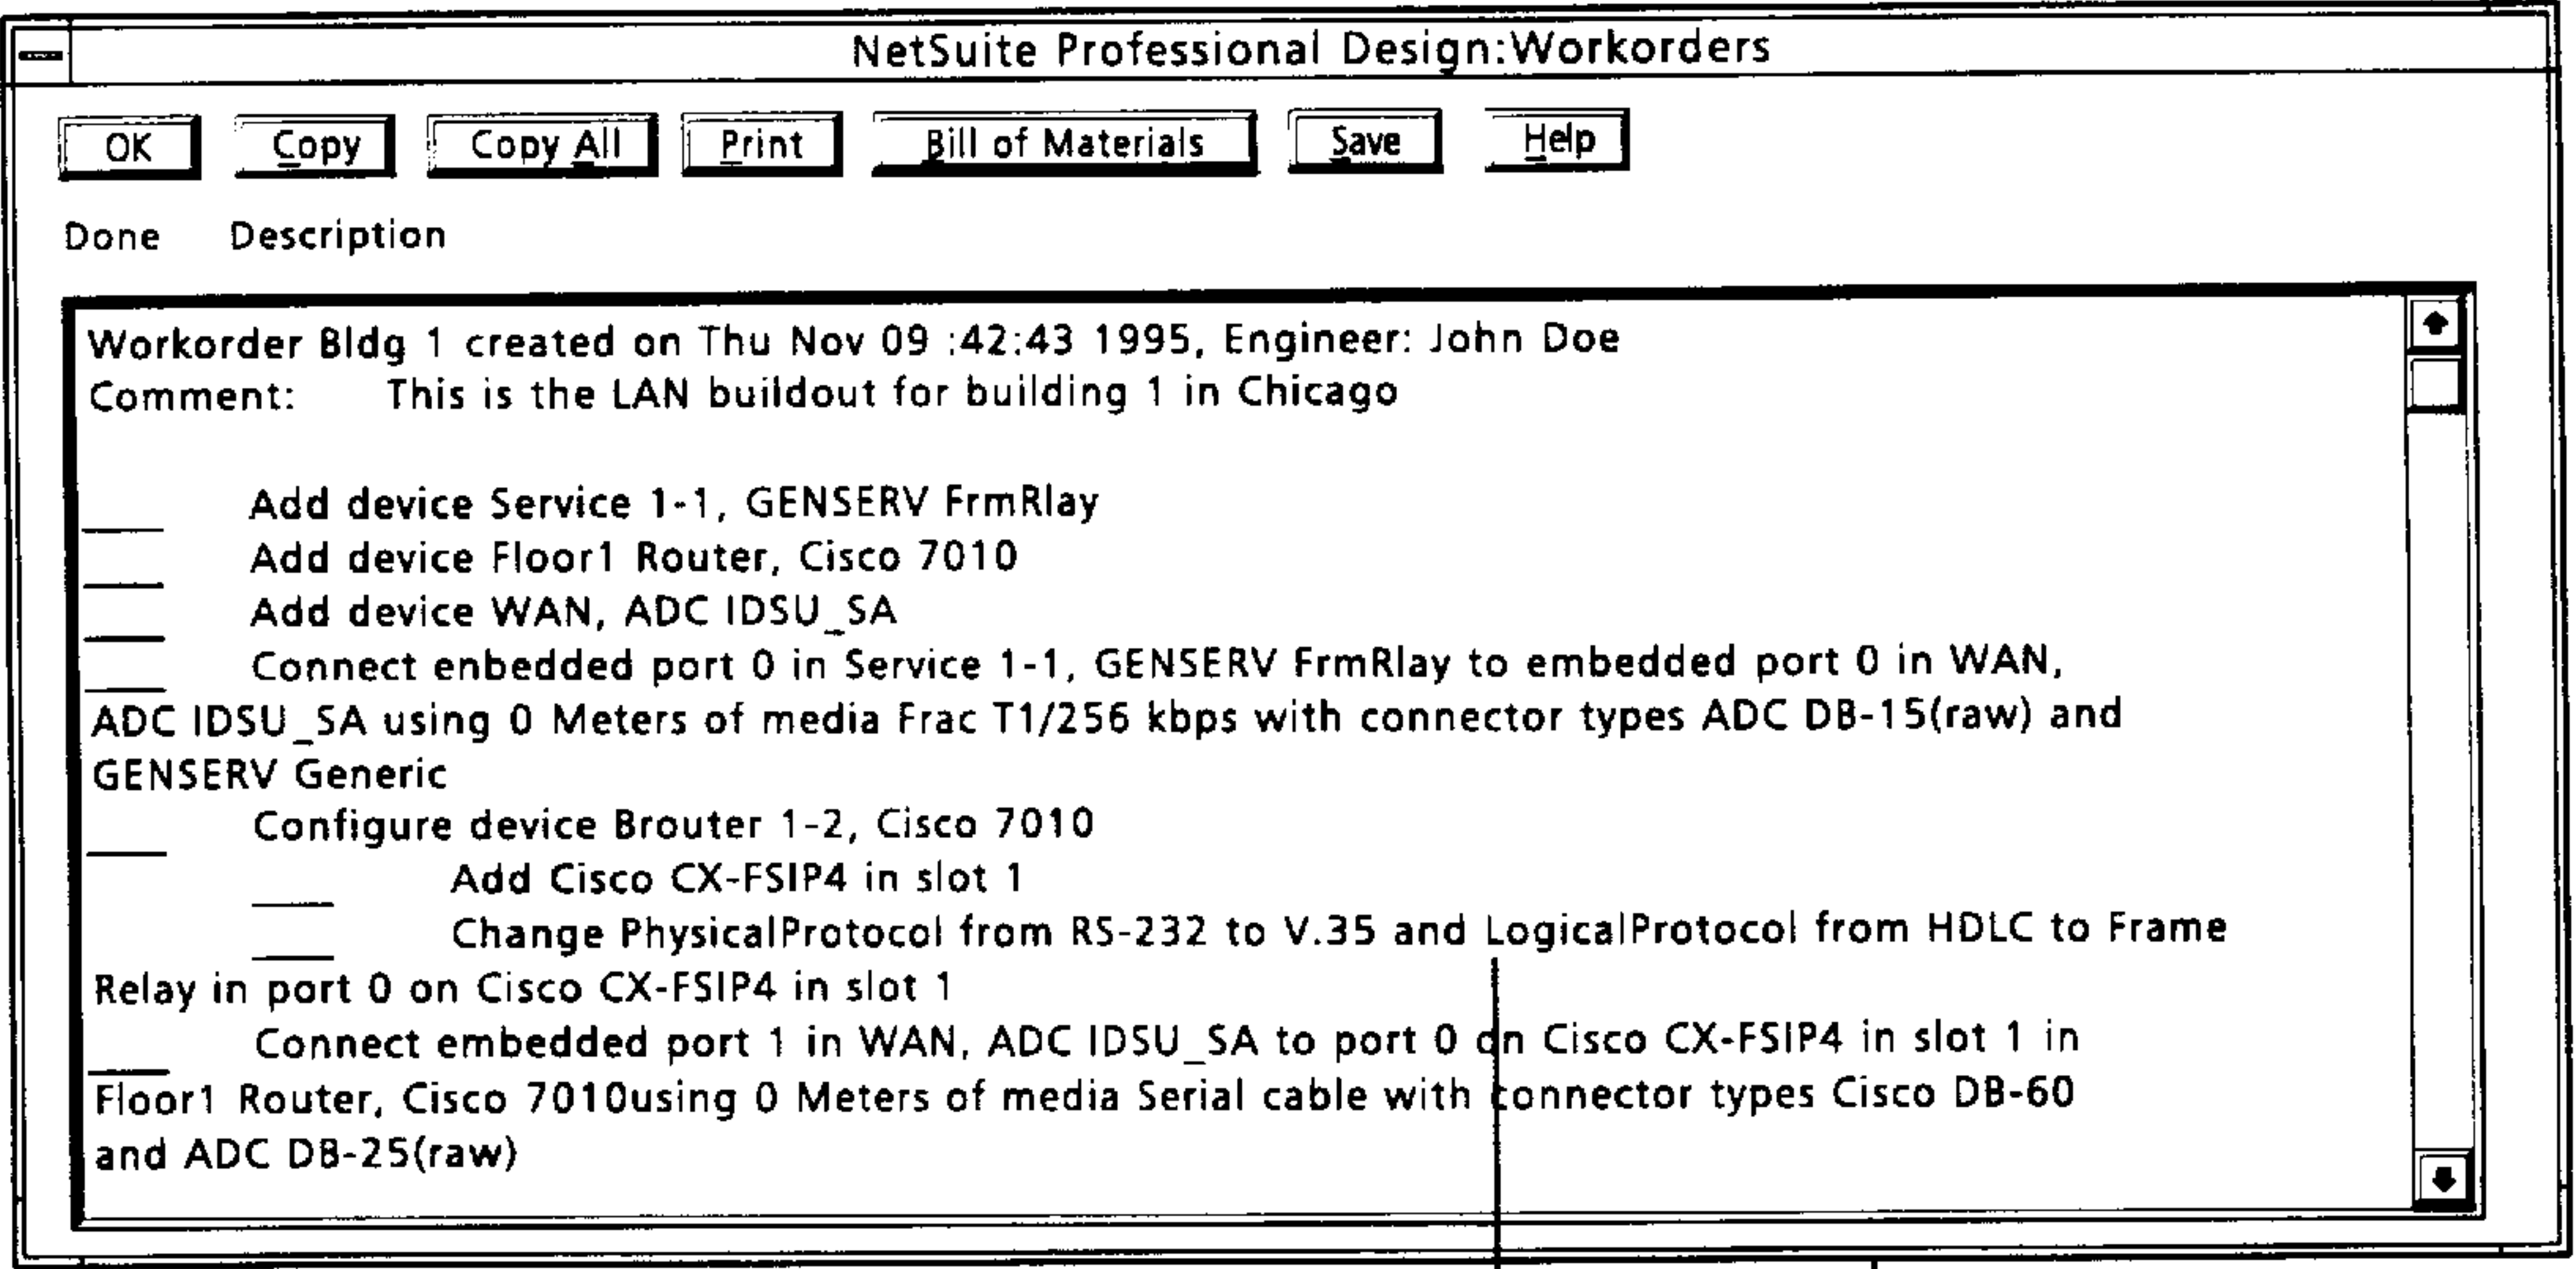 NetSuite Professional Design:Workorders
OK Copy Copy All Print Bill of Materials Save Help
Done Description
Workorder Bldg 1 created on Thu Nov 09 :42:43 1995, Engineer: John Doe
Comment: This is the LAN buildout for building 1 in Chicago
___ Add device Service 1-1, GENSERV FrmRlay
___ Add device Floor1 Router, Cisco 7010
___ Add device WAN, ADC IDSU_SA
___ Connect enbedded port 0 in Service 1-1, GENSERV FrmRlay to embedded port 0 in WAN,
ADC IDSU_SA using 0 Meters of media Frac T1/256 kbps with connector types ADC DB-15(raw) and
GENSERV Generic
___ Configure device Brouter 1-2, Cisco 7010
___ Add Cisco CX-FSIP4 in slot 1
___ Change PhysicalProtocol from RS-232 to V.35 and LogicalProtocol from HDLC to Frame
Relay in port 0 on Cisco CX-FSIP4 in slot 1
___ Connect embedded port 1 in WAN, ADC IDSU_SA to port 0 on Cisco CX-FSIP4 in slot 1 in
Floor1 Router, Cisco 7010using 0 Meters of media Serial cable with connector types Cisco DB-60
and ADC DB-25(raw)